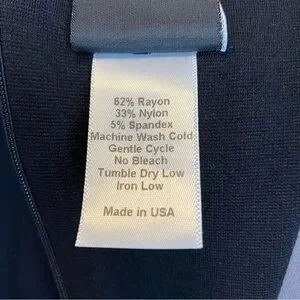 62% Rayon
33% Nylon
5% Spandex
Machine Wash Cold
Gentle Cycle
No Bleach
Tumble Dry Low
Iron Low
Made in USA